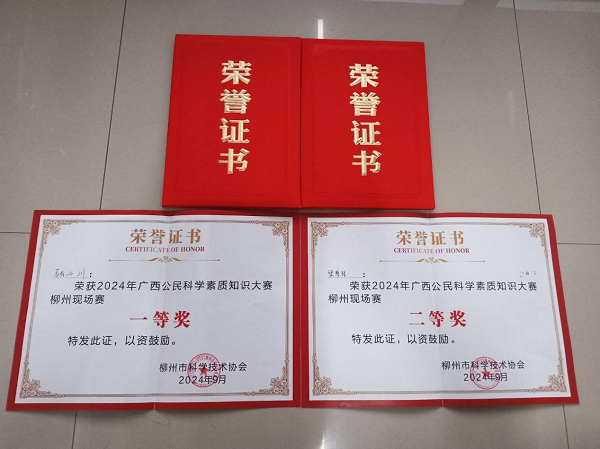 荣誉证书
荣誉证书
荣誉证书
CERTIFICATE OF HONOR
荣获2024年广西公民科学素质知识大赛
柳州现场赛
一等奖
特发此证，以资鼓励。
柳州市科学技术协会
2024年9月
荣誉证书
CERTIFICATE OF HONOR
荣获2024年广西公民科学素质知识大赛
柳州现场赛
二等奖
特发此证，以资鼓励。
柳州市科学技术协会
2024年9月